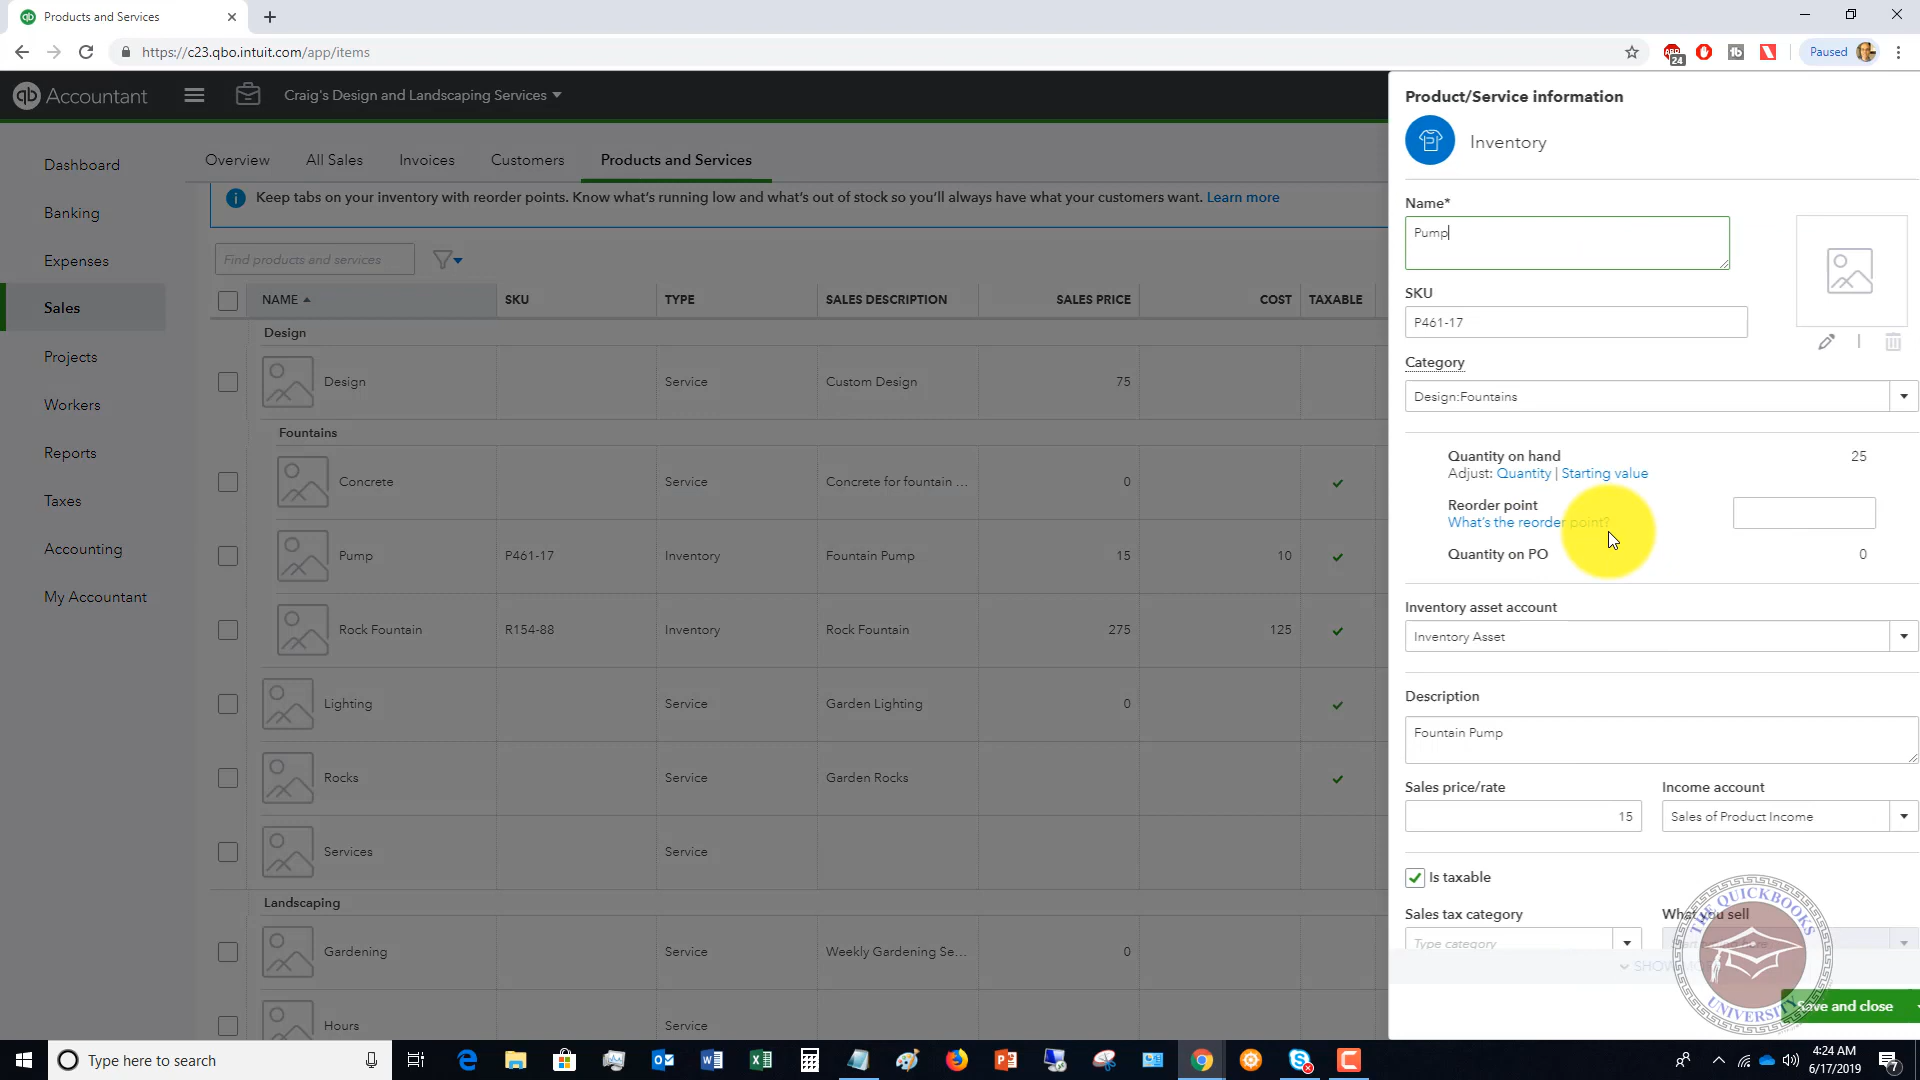 Products and Services
https://c23.qbo.intuit.com/app/items
24
Paused
qb Accountant
Craig's Design and Landscaping Services
Dashboard
Banking
Expenses
Sales
Projects
Workers
Reports
Taxes
Accounting
My Accountant
Overview
All Sales
Invoices
Customers
Products and Services
Keep tabs on your inventory with reorder points. Know what's running low and what's out of stock so you'll always have what your customers want. Learn more
Find products and services
NAME SKU TYPE SALES DESCRIPTION SALES PRICE COST TAXABLE
Design
Design Service Custom Design 75
Fountains
Concrete Service Concrete for fountain ... 0
Pump P461-17 Inventory Fountain Pump 15 10
Rock Fountain R154-88 Inventory Rock Fountain 275 125
Lighting Service Garden Lighting 0
Rocks Service Garden Rocks
Services Service
Landscaping
Gardening Service Weekly Gardening Se... 0
Hours Service
Product/Service information
Inventory
Name*
Pump
SKU
P461-17
Category
Design:Fountains
Quantity on hand 25
Adjust: Quantity | Starting value
Reorder point
What's the reorder point?
Quantity on PO 0
Inventory asset account
Inventory Asset
Description
Fountain Pump
Sales price/rate
15
Income account
Sales of Product Income
Is taxable
Sales tax category
Type category
What you sell
Save and close
THE QUICKBOOKS UNIVERSITY
Type here to search
4:24 AM
6/17/2019
7